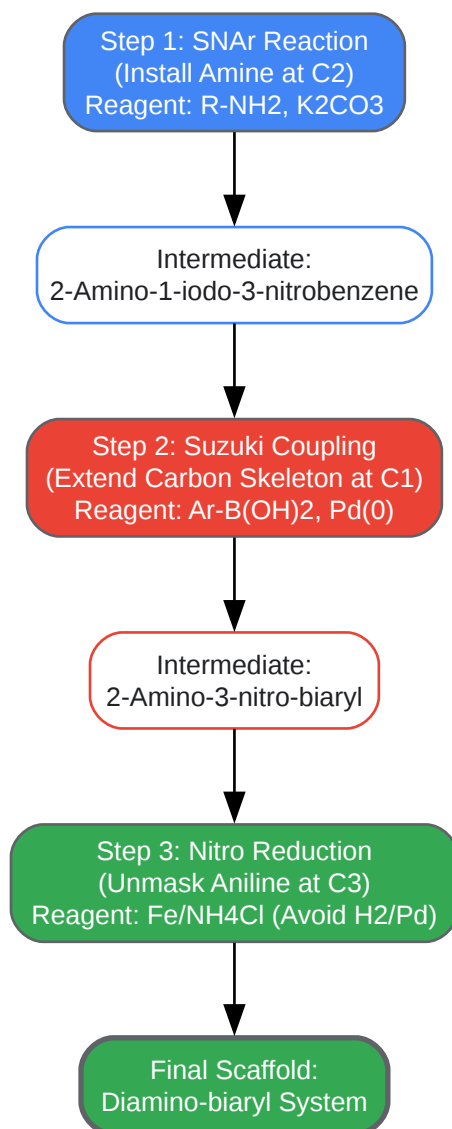 Step 1: SNAr Reaction
(Install Amine at C2)
Reagent: R-NH2, K2CO3
Intermediate:
2-Amino-1-iodo-3-nitrobenzene
Step 2: Suzuki Coupling
(Extend Carbon Skeleton at C1)
Reagent: Ar-B(OH)2, Pd(0)
Intermediate:
2-Amino-3-nitro-biaryl
Step 3: Nitro Reduction
(Unmask Aniline at C3)
Reagent: Fe/NH4Cl (Avoid H2/Pd)
Final Scaffold:
Diamino-biaryl System